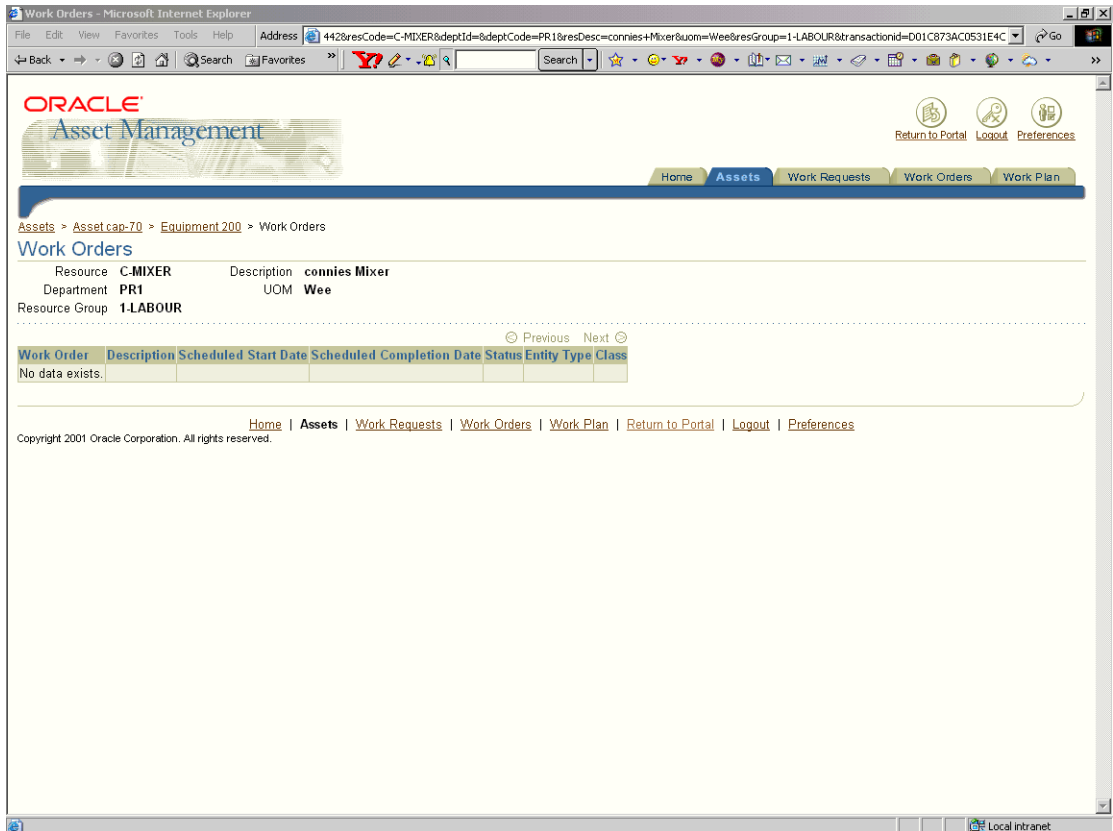 Work Orders - Microsoft Internet Explorer
File Edit View Favorites Tools Help Address 442&resCode=C-MIXER&deptId=&deptCode=PR1&resDesc=connies+Mixer&uom=Wee&resGroup=1-LABOUR&transactionid=D01C873AC0531E4C Go
Back Search Favorites » Y! Search »
ORACLE
Asset Management
Return to Portal Logout Preferences
Home Assets Work Requests Work Orders Work Plan
Assets > Asset cap-70 > Equipment 200 > Work Orders
Work Orders
Resource C-MIXER Description connies Mixer
Department PR1 UOM Wee
Resource Group 1-LABOUR
Previous Next
Work Order Description Scheduled Start Date Scheduled Completion Date Status Entity Type Class
No data exists.
Home | Assets | Work Requests | Work Orders | Work Plan | Return to Portal | Logout | Preferences
Copyright 2001 Oracle Corporation. All rights reserved.
Local intranet